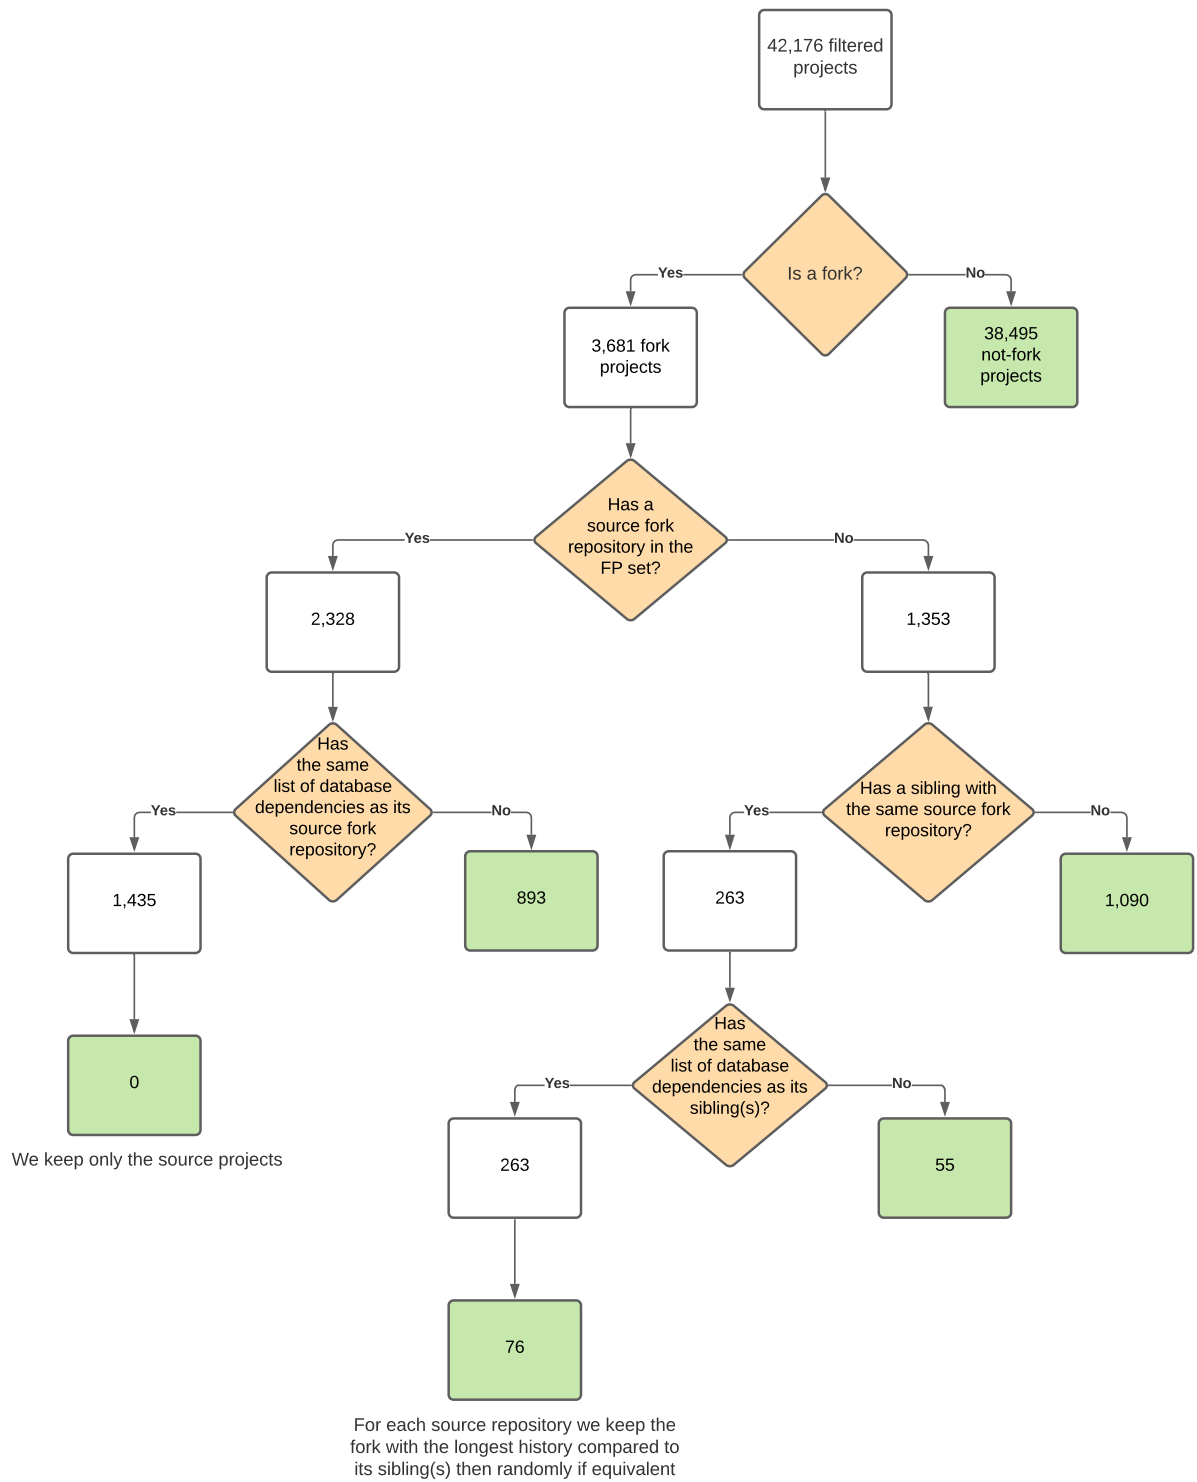 42,176 filtered
projects
Is a fork?
Yes
No
3,681 fork
projects
38,495
not-fork
projects
Has a
source fork
repository in the
FP set?
Yes
No
2,328
1,353
Has
the same
list of database
dependencies as its
source fork
repository?
Yes
No
Has a sibling with
the same source fork
repository?
Yes
No
1,435
893
263
1,090
0
We keep only the source projects
Has
the same
list of database
dependencies as its
sibling(s)?
Yes
No
263
55
76
For each source repository we keep the
fork with the longest history compared to
its sibling(s) then randomly if equivalent